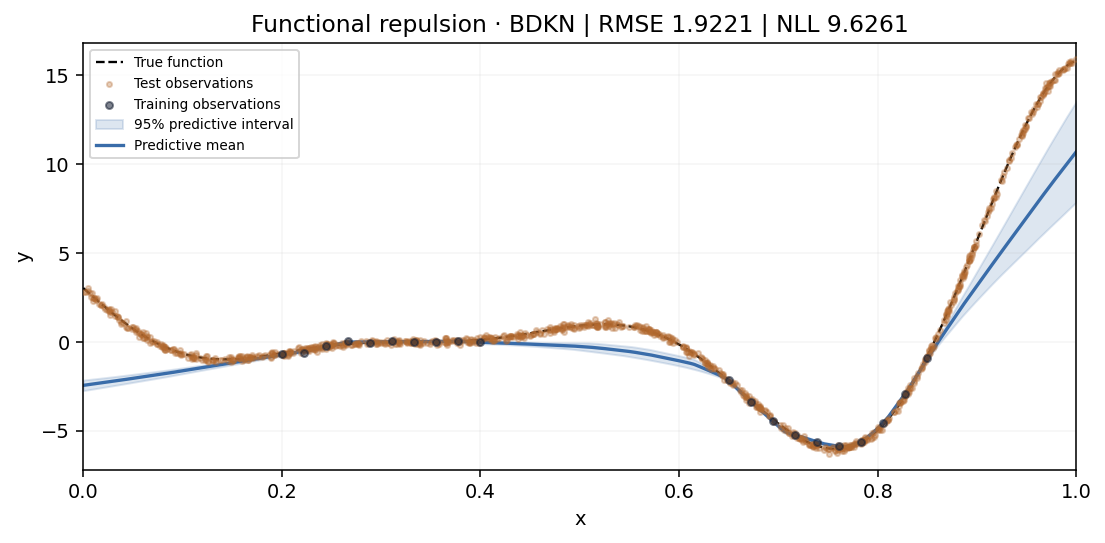 Functional repulsion · BDKN | RMSE 1.9221 | NLL 9.6261
True function
Test observations
Training observations
95% predictive interval
Predictive mean
15
10
5
0
−5
y
0.0 0.2 0.4 0.6 0.8 1.0
x